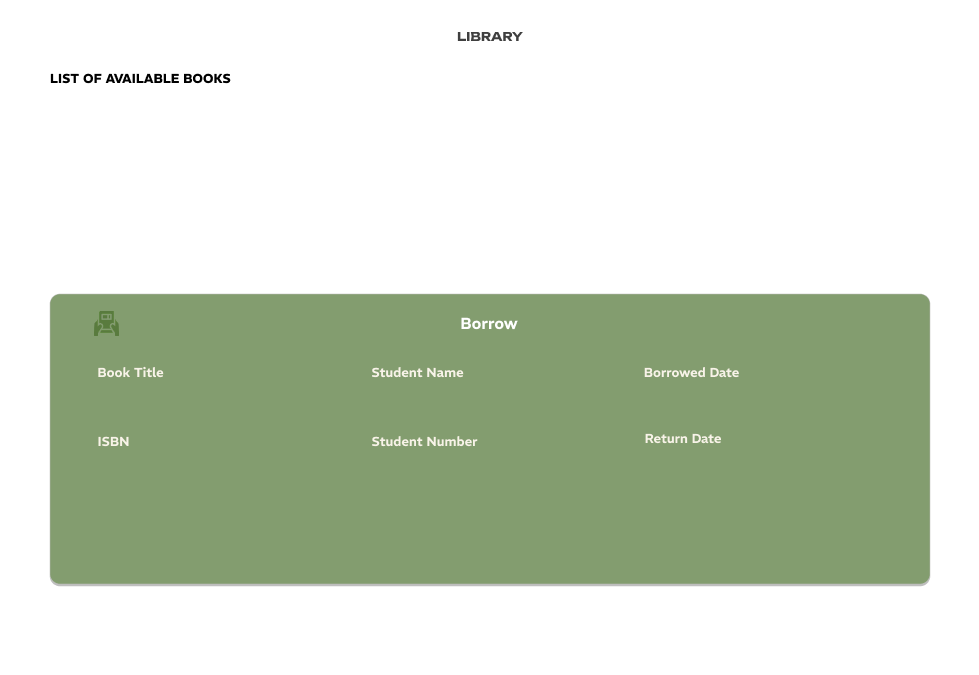 LIBRARY
LIST OF AVAILABLE BOOKS
Borrow
Book Title
Student Name
Borrowed Date
ISBN
Student Number
Return Date